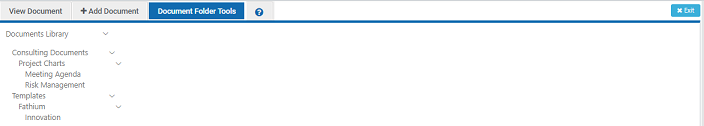 View Document + Add Document Document Folder Tools ?
✖ Exit
Documents Library
Consulting Documents
Project Charts
Meeting Agenda
Risk Management
Templates
Fathium
Innovation